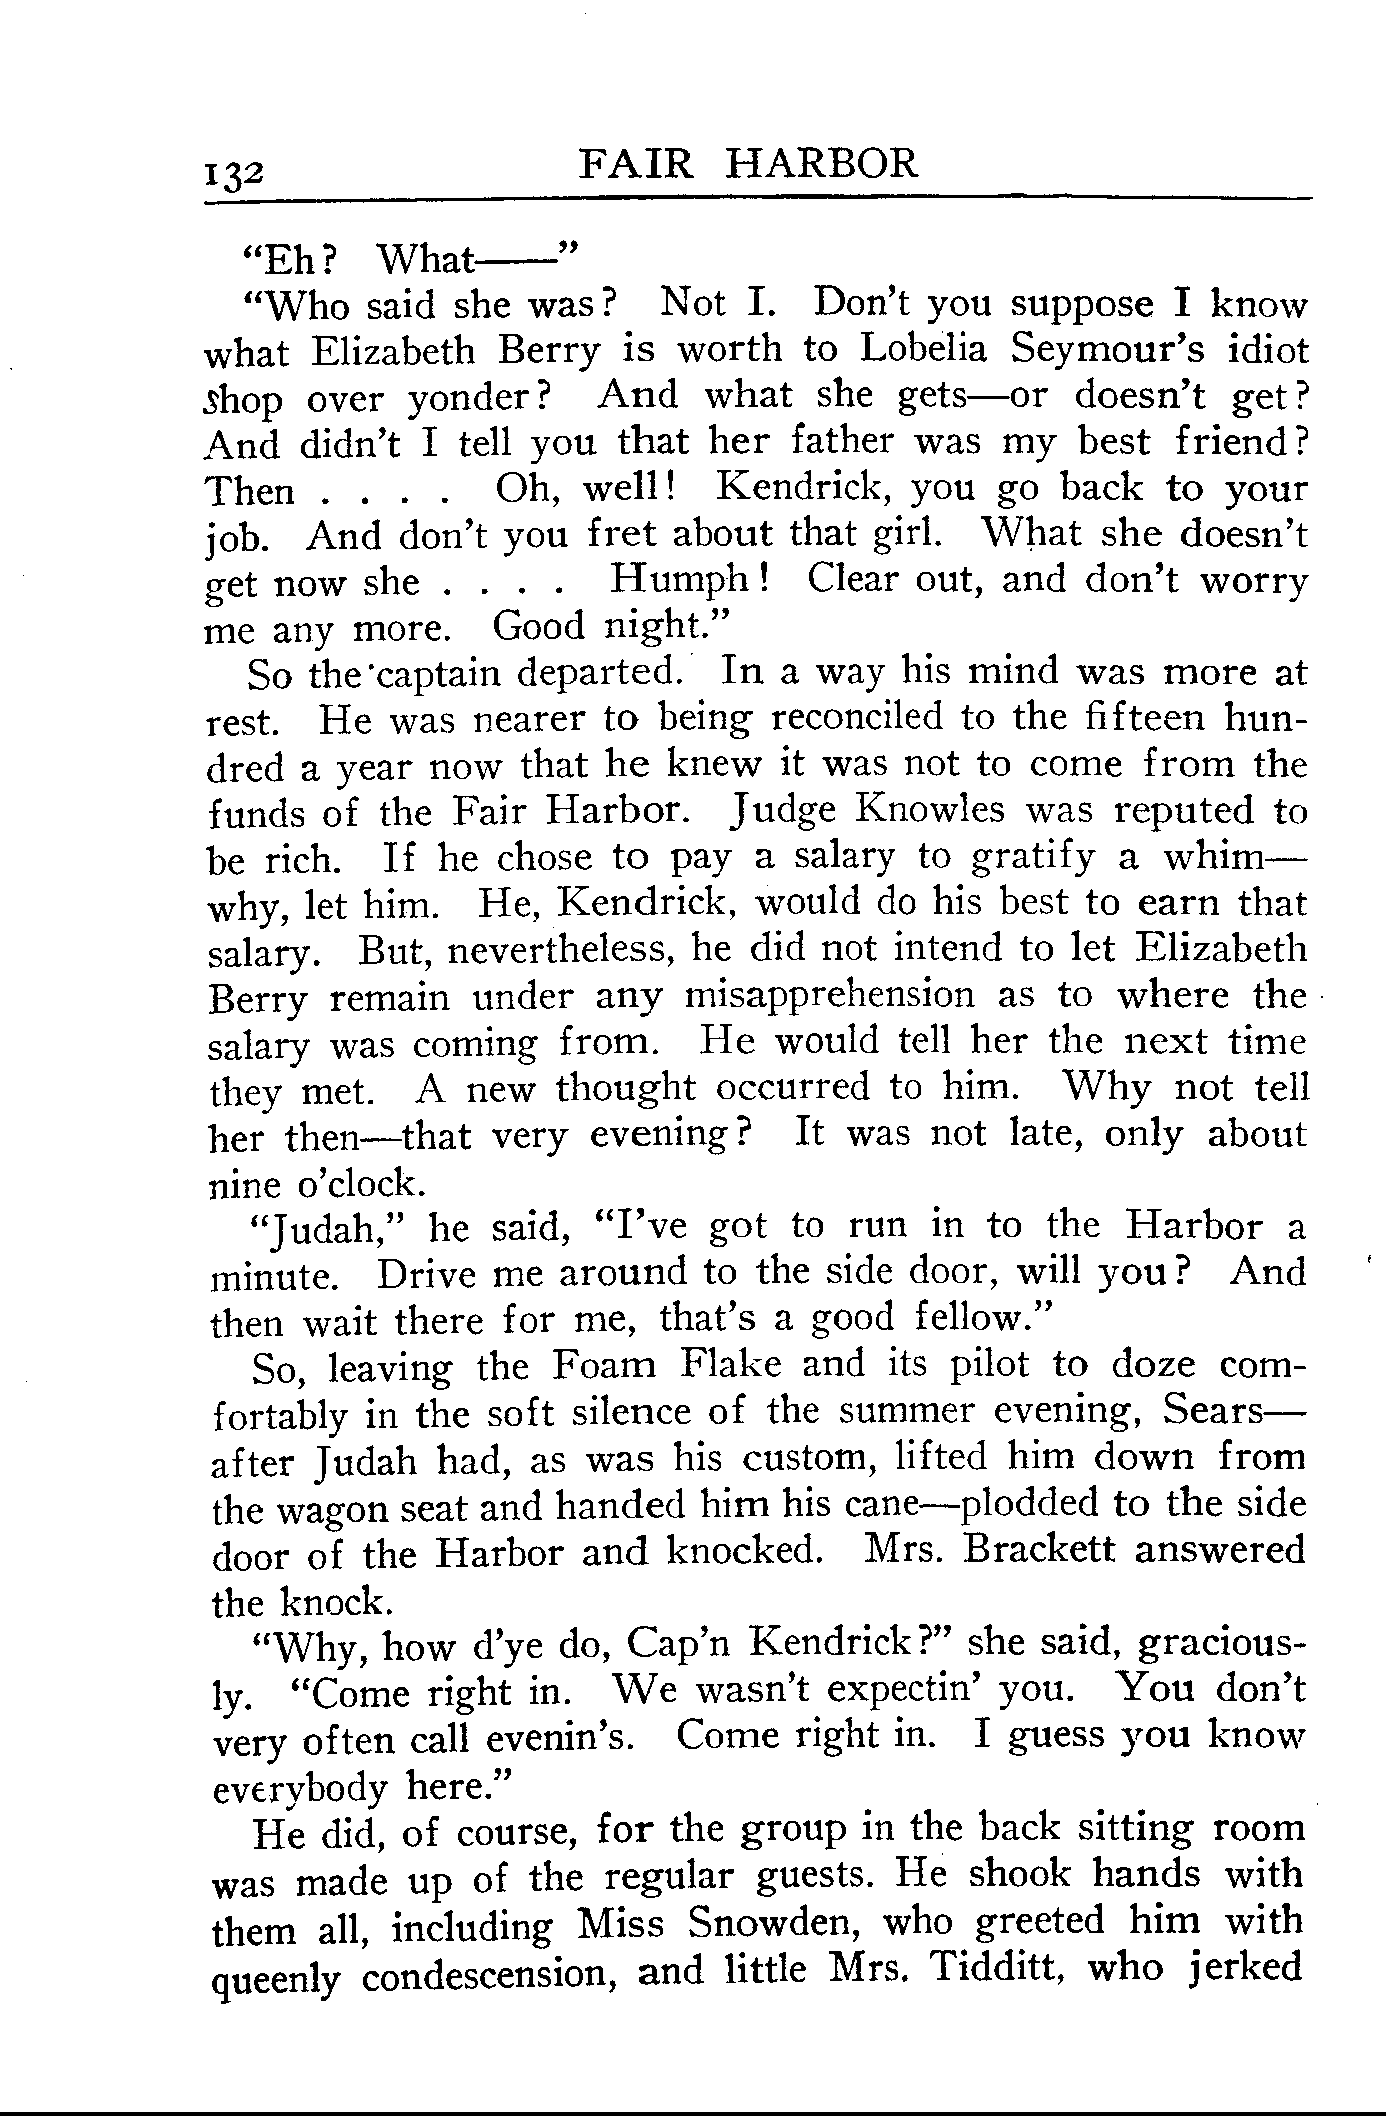 132 FAIR HARBOR
“Eh? What——”
“Who said she was? Not I. Don’t you suppose I know
what Elizabeth Berry is worth to Lobelia Seymour’s idiot
shop over yonder? And what she gets—or doesn’t get?
And didn’t I tell you that her father was my best friend?
Then . . . . Oh, well! Kendrick, you go back to your
job. And don’t you fret about that girl. What she doesn’t
get now she . . . . Humph! Clear out, and don’t worry
me any more. Good night.”
So the captain departed. In a way his mind was more at
rest. He was nearer to being reconciled to the fifteen hun-
dred a year now that he knew it was not to come from the
funds of the Fair Harbor. Judge Knowles was reputed to
be rich. If he chose to pay a salary to gratify a whim—
why, let him. He, Kendrick, would do his best to earn that
salary. But, nevertheless, he did not intend to let Elizabeth
Berry remain under any misapprehension as to where the
salary was coming from. He would tell her the next time
they met. A new thought occurred to him. Why not tell
her then—that very evening? It was not late, only about
nine o’clock.
“Judah,” he said, “I’ve got to run in to the Harbor a
minute. Drive me around to the side door, will you? And
then wait there for me, that’s a good fellow.”
So, leaving the Foam Flake and its pilot to doze com-
fortably in the soft silence of the summer evening, Sears—
after Judah had, as was his custom, lifted him down from
the wagon seat and handed him his cane—plodded to the side
door of the Harbor and knocked. Mrs. Brackett answered
the knock.
“Why, how d’ye do, Cap’n Kendrick?” she said, gracious-
ly. “Come right in. We wasn’t expectin’ you. You don’t
very often call evenin’s. Come right in. I guess you know
everybody here.”
He did, of course, for the group in the back sitting room
was made up of the regular guests. He shook hands with
them all, including Miss Snowden, who greeted him with
queenly condescension, and little Mrs. Tidditt, who jerked